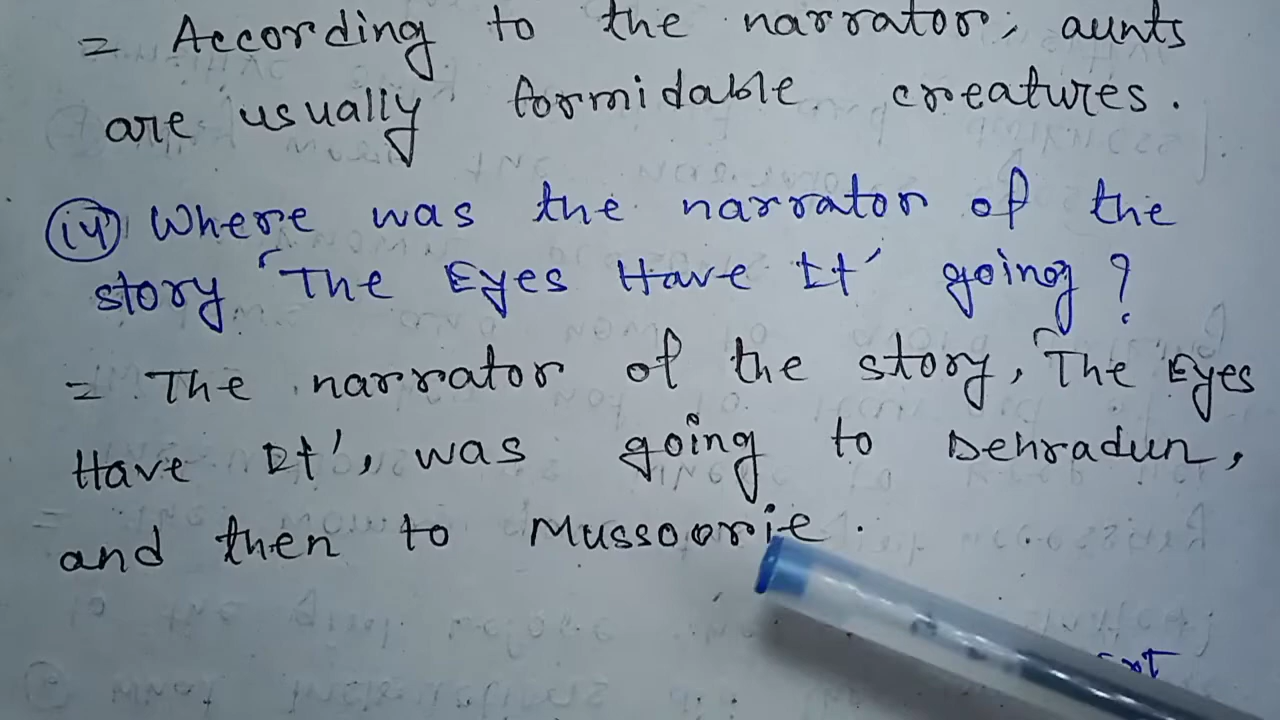 = According to the narrator, aunts
are usually formidable creatures.
(iv) Where was the narrator of the
story 'The Eyes Have It' going?
= The narrator of the story, 'The Eyes
Have It', was going to Dehradun,
and then to Mussoorie.